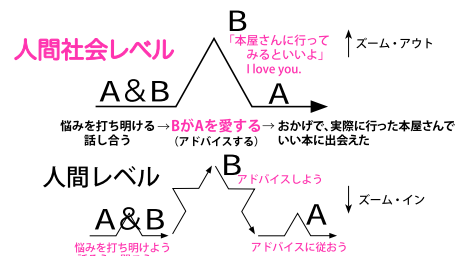 B
人間社会レベル
「本屋さんに行って
みるといいよ」
I love you.
ズーム・アウト
A&B
A
悩みを打ち明ける→BがAを愛する→おかげで、実際に行った本屋さんで
話し合う
（アドバイスする）
いい本に出会えた
人間レベル
B
アドバイスしよう
ズーム・イン
A&B
A
悩みを打ち明けよう
アドバイスに従おう